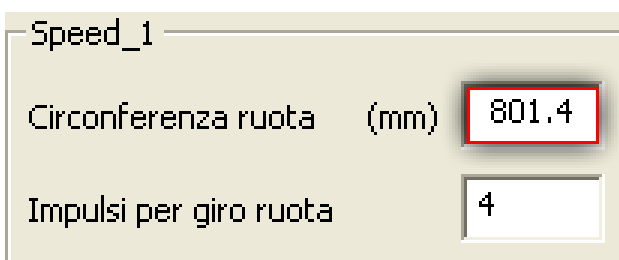 Speed_1
Circonferenza ruota (mm) 801.4
Impulsi per giro ruota 4